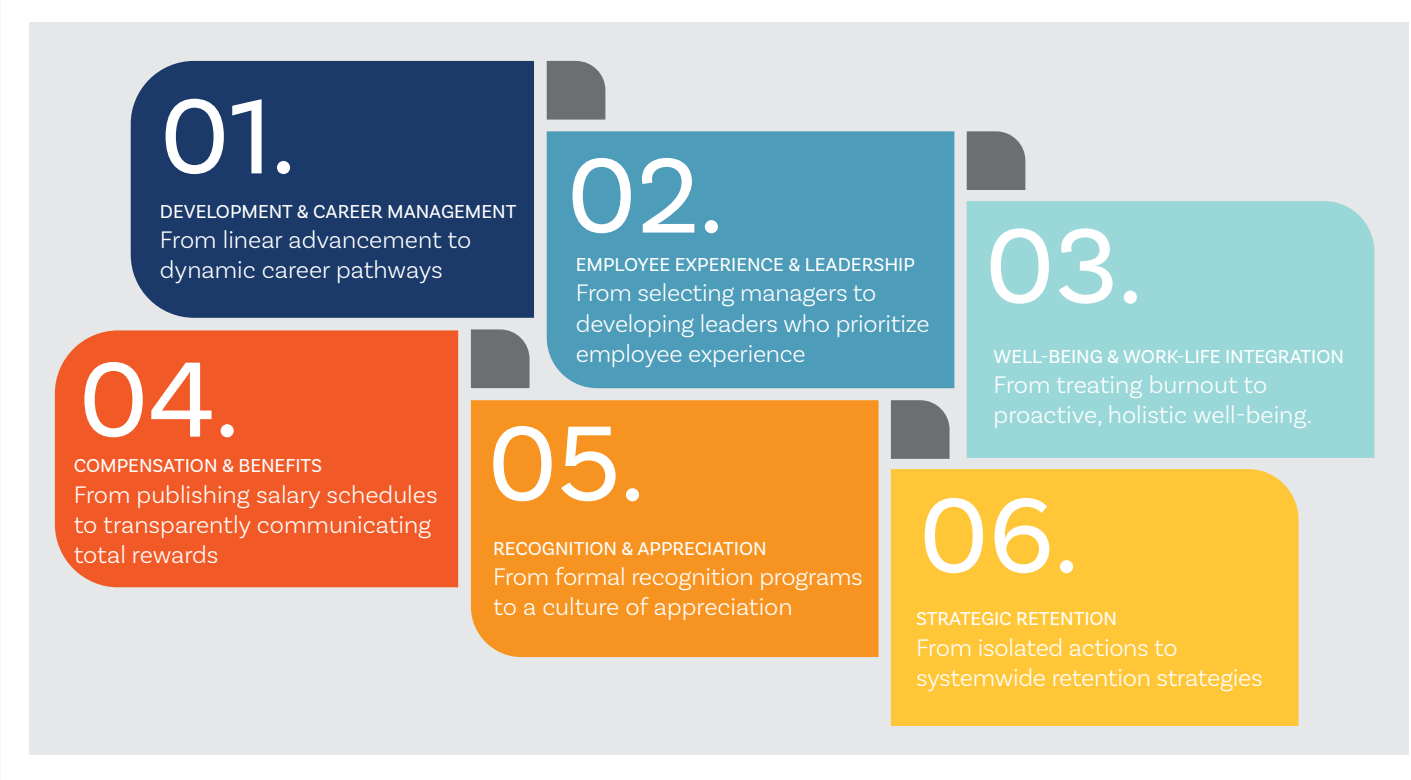 01.
DEVELOPMENT & CAREER MANAGEMENT
From linear advancement to
dynamic career pathways
02.
EMPLOYEE EXPERIENCE & LEADERSHIP
From selecting managers to
developing leaders who prioritize
employee experience
03.
WELL-BEING & WORK-LIFE INTEGRATION
From treating burnout to
proactive, holistic well-being.
04.
COMPENSATION & BENEFITS
From publishing salary schedules
to transparently communicating
total rewards
05.
RECOGNITION & APPRECIATION
From formal recognition programs
to a culture of appreciation
06.
STRATEGIC RETENTION
From isolated actions to
systemwide retention strategies